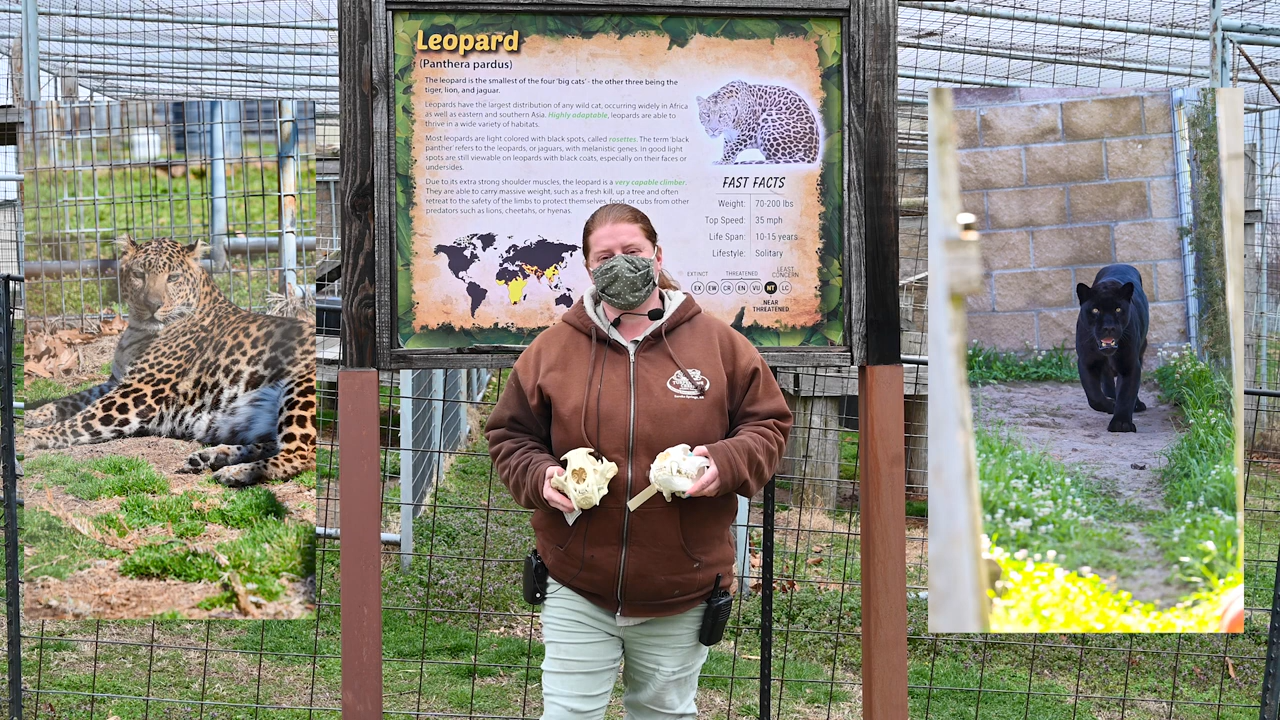 Leopard
(Panthera pardus)
The leopard is the smallest of the four 'big cats' - the other three being the
tiger, lion, and jaguar.
Leopards have the largest distribution of any wild cat, occurring widely in Africa
as well as eastern and southern Asia. Highly adaptable, leopards are able to
thrive in a wide variety of habitats.
Most leopards are light colored with black spots, called rosettes. The term 'black
panther' refers to the leopards, or jaguars, with melanistic genes. In good light
spots are still viewable on leopards with black coats, especially on their faces or
undersides.
Due to its extra strong shoulder muscles, the leopard is a very capable climber.
They are able to carry massive weight, such as a fresh kill, up a tree and often
retreat to the safety of the limbs to protect themselves, food, or cubs from other
predators such as lions, cheetahs, or hyenas.
FAST FACTS
Weight: 70-200 lbs
Top Speed: 35 mph
Life Span: 10-15 years
Lifestyle: Solitary
EXTINCT THREATENED LEAST
CONCERN
EX EW CR EN VU NT LC
NEAR
THREATENED
Eureka Springs, AR